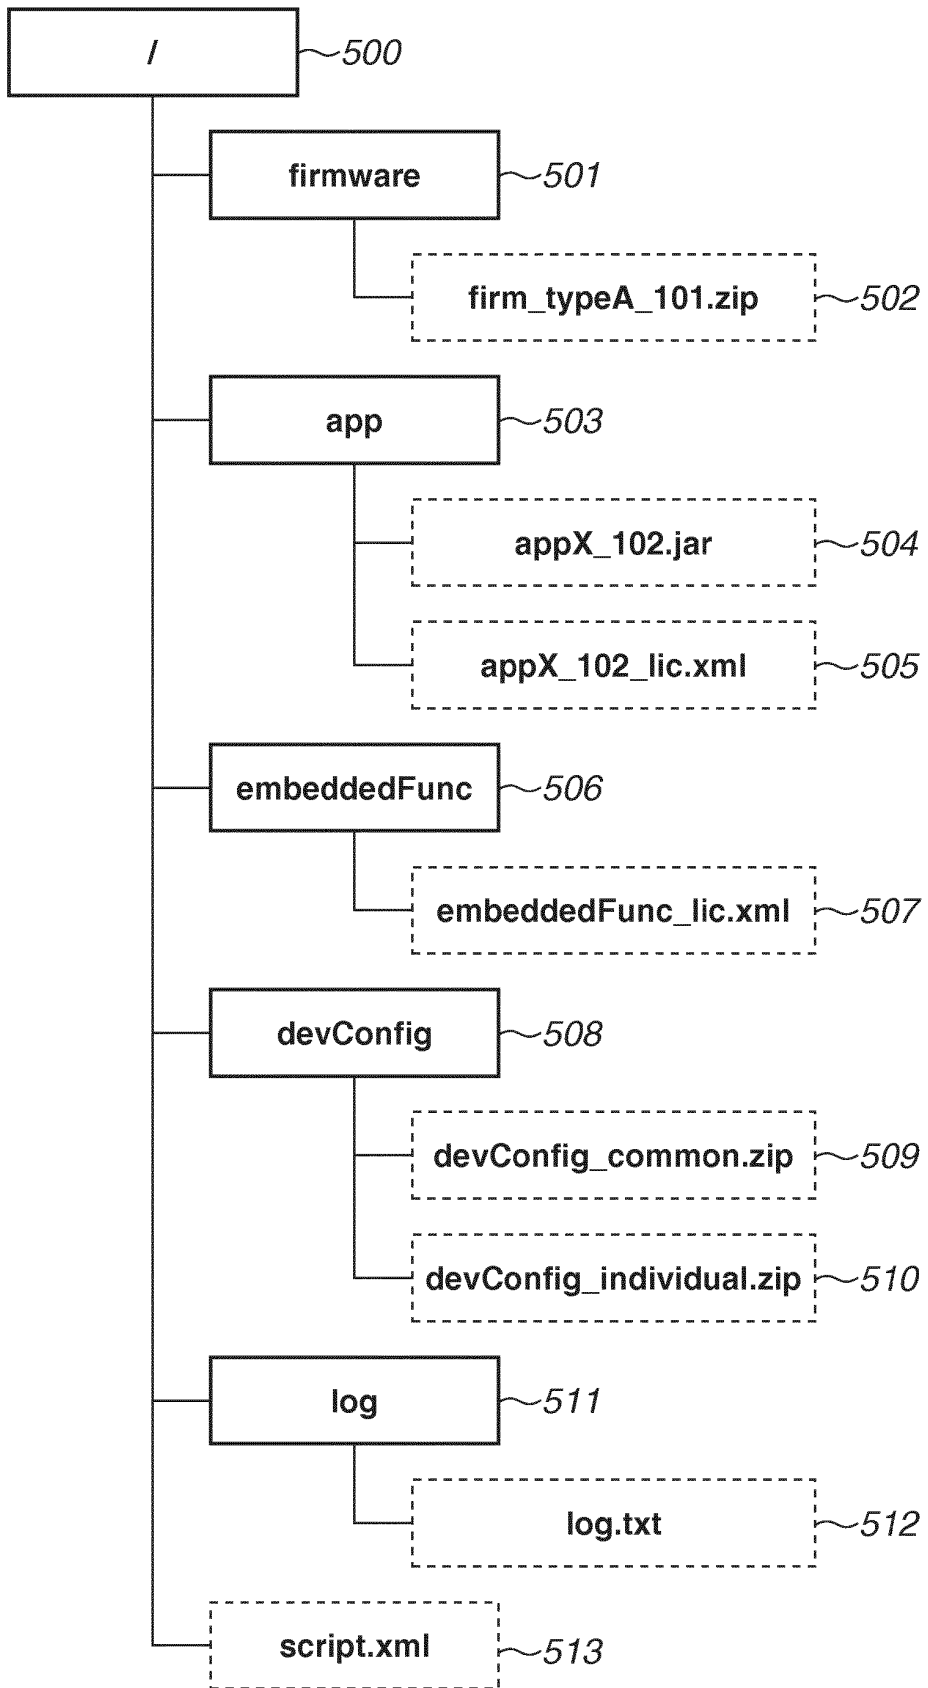 / 500
firmware 501
firm_typeA_101.zip 502
app 503
appX_102.jar 504
appX_102_lic.xml 505
embeddedFunc 506
embeddedFunc_lic.xml 507
devConfig 508
devConfig_common.zip 509
devConfig_individual.zip 510
log 511
log.txt 512
script.xml 513